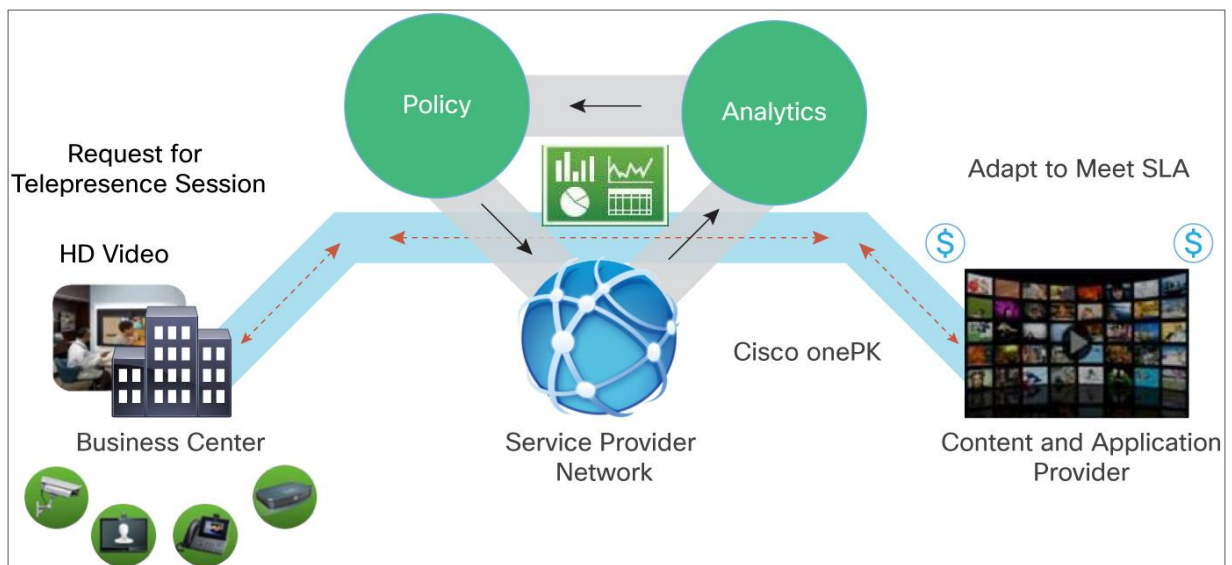 Policy
Analytics
Request for
Telepresence Session
Adapt to Meet SLA
HD Video
$
$
Cisco onePK
Business Center
Service Provider
Network
Content and Application
Provider